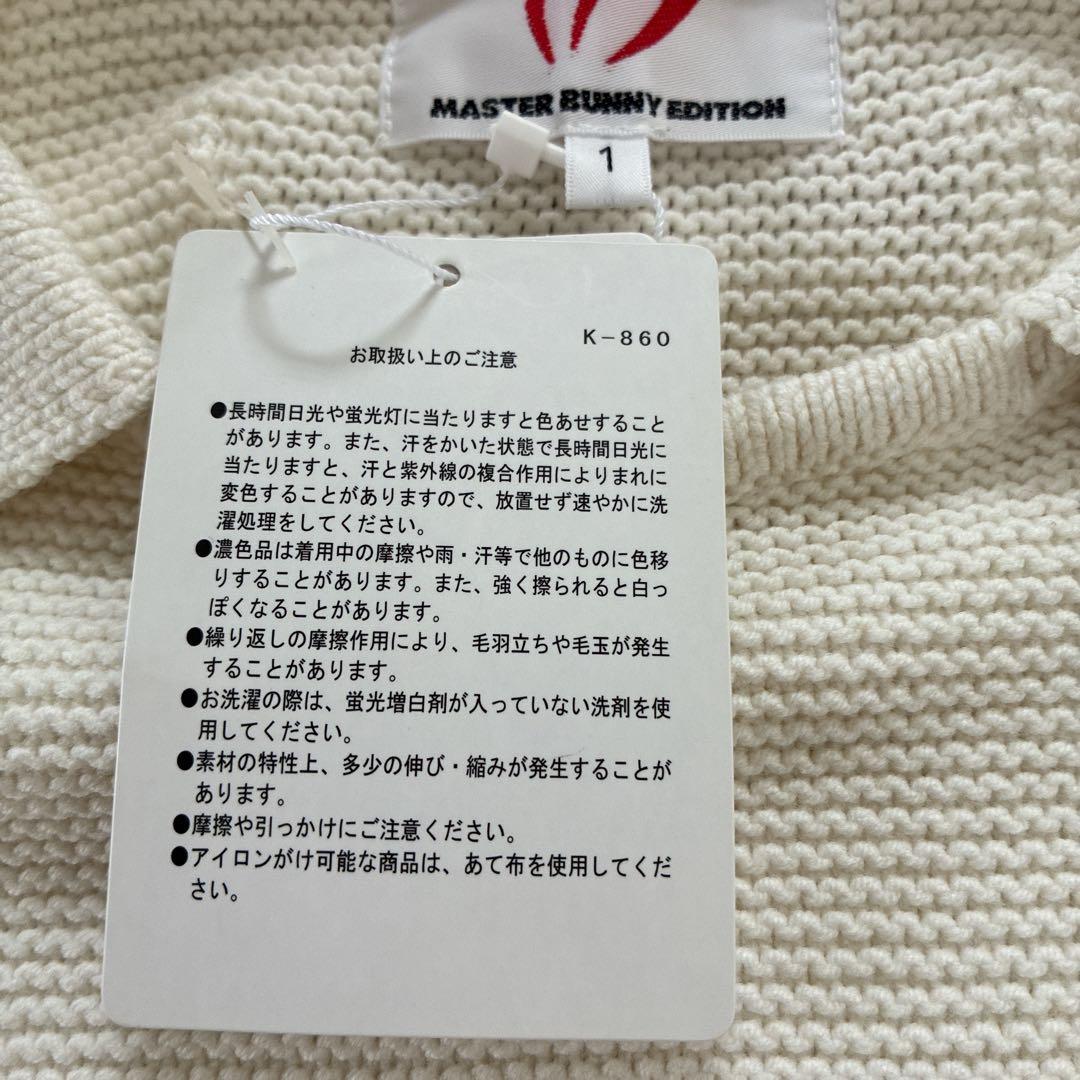 MASTER BUNNY EDITION
1
K-860
お取扱い上のご注意
●長時間日光や蛍光灯に当たりますと色あせすること
があります。また、汗をかいた状態で長時間日光に
当たりますと、汗と紫外線の複合作用によりまれに
変色することがありますので、放置せず速やかに洗
濯処理をしてください。
●濃色品は着用中の摩擦や雨・汗等で他のものに色移
りすることがあります。また、強く擦られると白っ
ぽくなることがあります。
●繰り返しの摩擦作用により、毛羽立ちや毛玉が発生
することがあります。
●お洗濯の際は、蛍光増白剤が入っていない洗剤を使
用してください。
●素材の特性上、多少の伸び・縮みが発生することが
あります。
●摩擦や引っかけにご注意ください。
●アイロンがけ可能な商品は、あて布を使用してくだ
さい。